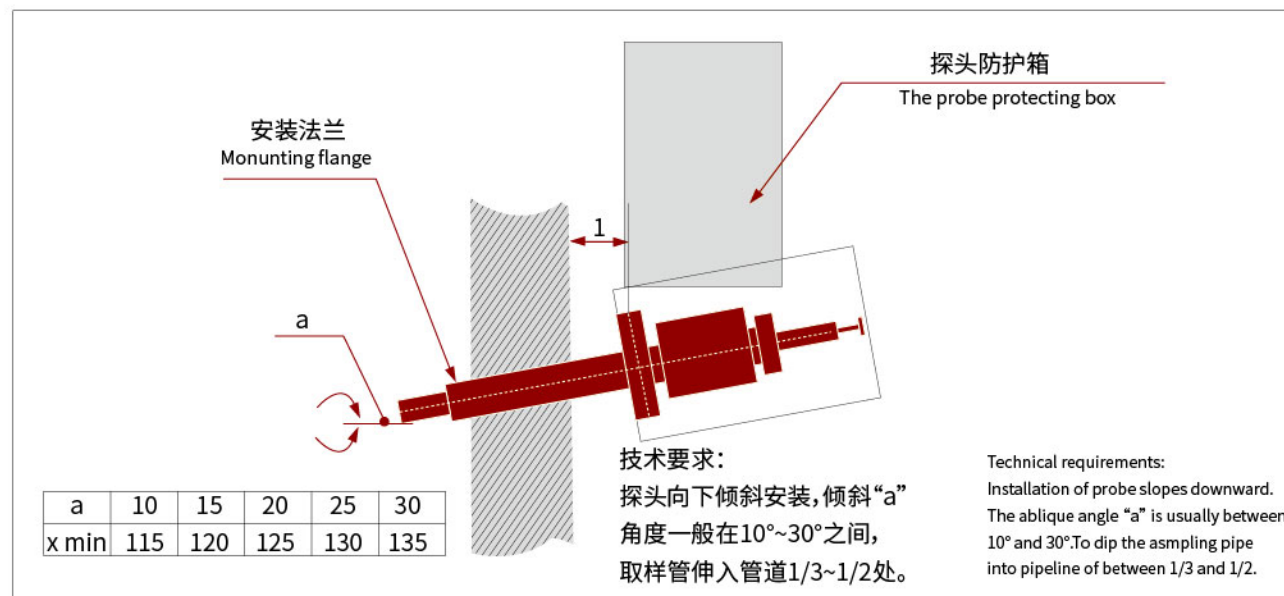 探头防护箱
The probe protecting box
安装法兰
Monunting flange
1
a
a 10 15 20 25 30
x min 115 120 125 130 135
技术要求：
探头向下倾斜安装，倾斜“a”
角度一般在10°~30°之间，
取样管伸入管道1/3~1/2处。
Technical requirements:
Installation of probe slopes downward.
The ablique angle “a” is usually between
10° and 30°.To dip the asmpling pipe
into pipeline of between 1/3 and 1/2.